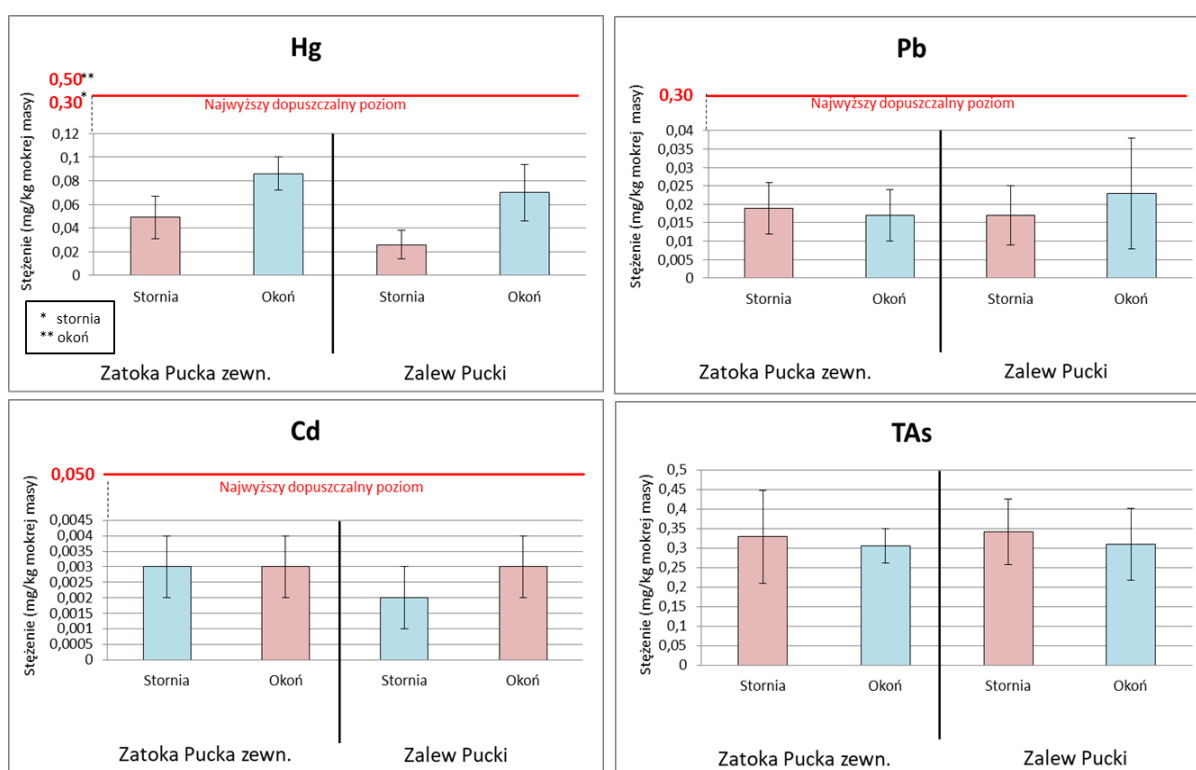 Hg
0,50**
0,30*
Najwyższy dopuszczalny poziom
Stężenie (mg/kg mokrej masy)
0,12
0,1
0,08
0,06
0,04
0,02
0
Stornia Okoń Stornia Okoń
* stornia
** okoń
Zatoka Pucka zewn. Zalew Pucki
Pb
0,30
Najwyższy dopuszczalny poziom
Stężenie (mg/kg mokrej masy)
0,04
0,035
0,03
0,025
0,02
0,015
0,01
0,005
0
Stornia Okoń Stornia Okoń
Zatoka Pucka zewn. Zalew Pucki
Cd
0,050
Najwyższy dopuszczalny poziom
Stężenie (mg/kg mokrej masy)
0,0045
0,004
0,0035
0,003
0,0025
0,002
0,0015
0,001
0,0005
0
Stornia Okoń Stornia Okoń
Zatoka Pucka zewn. Zalew Pucki
TAs
Stężenie (mg/kg mokrej masy)
0,5
0,45
0,4
0,35
0,3
0,25
0,2
0,15
0,1
0,05
0
Stornia Okoń Stornia Okoń
Zatoka Pucka zewn. Zalew Pucki